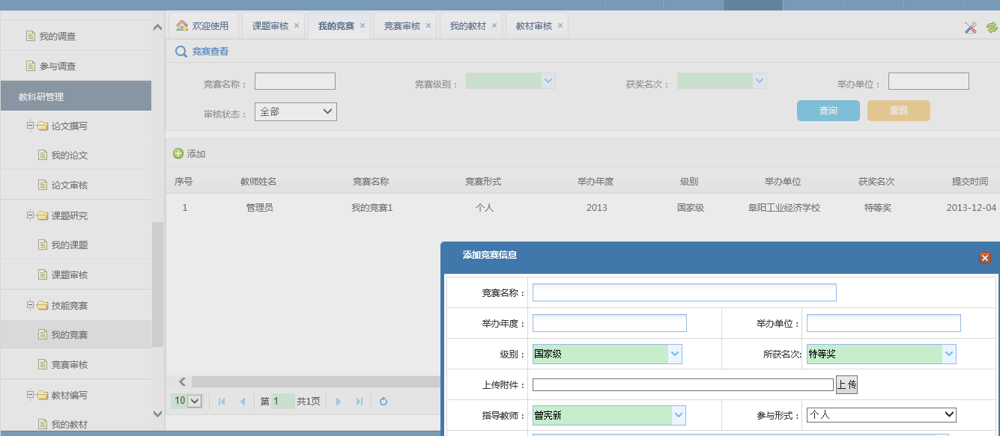 我的调查
参与调查
教科研管理
论文撰写
我的论文
论文审核
课题研究
我的课题
课题审核
技能竞赛
我的竞赛
竞赛审核
教材编写
我的教材
欢迎使用 课题审核 × 我的竞赛 × 竞赛审核 × 我的教材 × 教材审核 ×
竞赛查看
竞赛名称： 竞赛级别： 获奖名次： 举办单位：
审核状态： 全部 查询 重置
添加
序号 教师姓名 竞赛名称 竞赛形式 举办年度 级别 举办单位 获奖名次 提交时间
1 管理员 我的竞赛1 个人 2013 国家级 阜阳工业经济学校 特等奖 2013-12-04
10 第 1 共1页
添加竞赛信息
竞赛名称：
举办年度： 举办单位：
级别： 国家级 所获名次: 特等奖
上传附件： 上传
指导教师： 曾宪新 参与形式： 个人